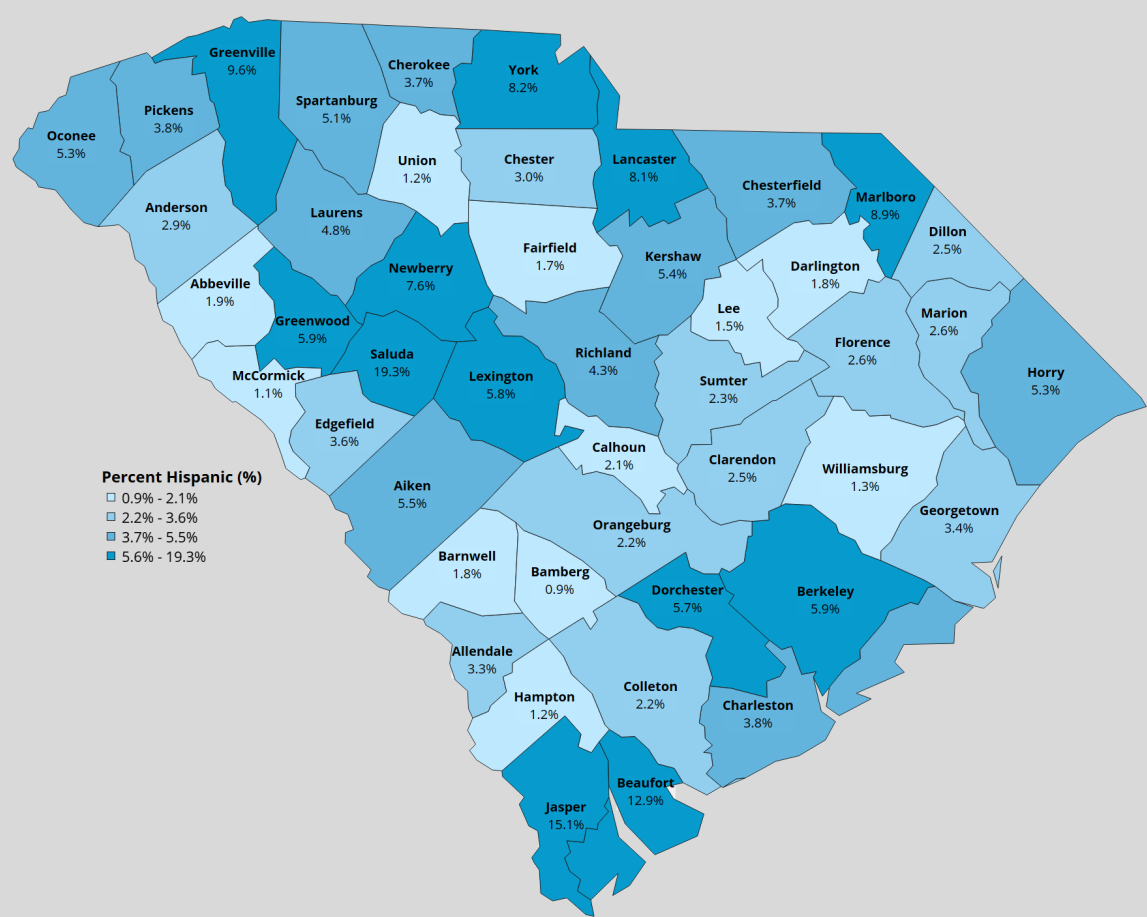 Greenville
9.6%
Cherokee
3.7%
York
8.2%
Spartanburg
5.1%
Pickens
3.8%
Oconee
5.3%
Union
1.2%
Chester
3.0%
Lancaster
8.1%
Chesterfield
3.7%
Marlboro
8.9%
Anderson
2.9%
Laurens
4.8%
Dillon
2.5%
Fairfield
1.7%
Kershaw
5.4%
Newberry
7.6%
Darlington
1.8%
Abbeville
1.9%
Lee
1.5%
Marion
2.6%
Greenwood
5.9%
Florence
2.6%
Saluda
19.3%
Richland
4.3%
McCormick
1.1%
Lexington
5.8%
Sumter
2.3%
Horry
5.3%
Edgefield
3.6%
Calhoun
2.1%
Clarendon
2.5%
Williamsburg
1.3%
Percent Hispanic (%)
0.9% - 2.1%
2.2% - 3.6%
3.7% - 5.5%
5.6% - 19.3%
Aiken
5.5%
Georgetown
3.4%
Orangeburg
2.2%
Barnwell
1.8%
Bamberg
0.9%
Dorchester
5.7%
Berkeley
5.9%
Allendale
3.3%
Colleton
2.2%
Hampton
1.2%
Charleston
3.8%
Beaufort
12.9%
Jasper
15.1%